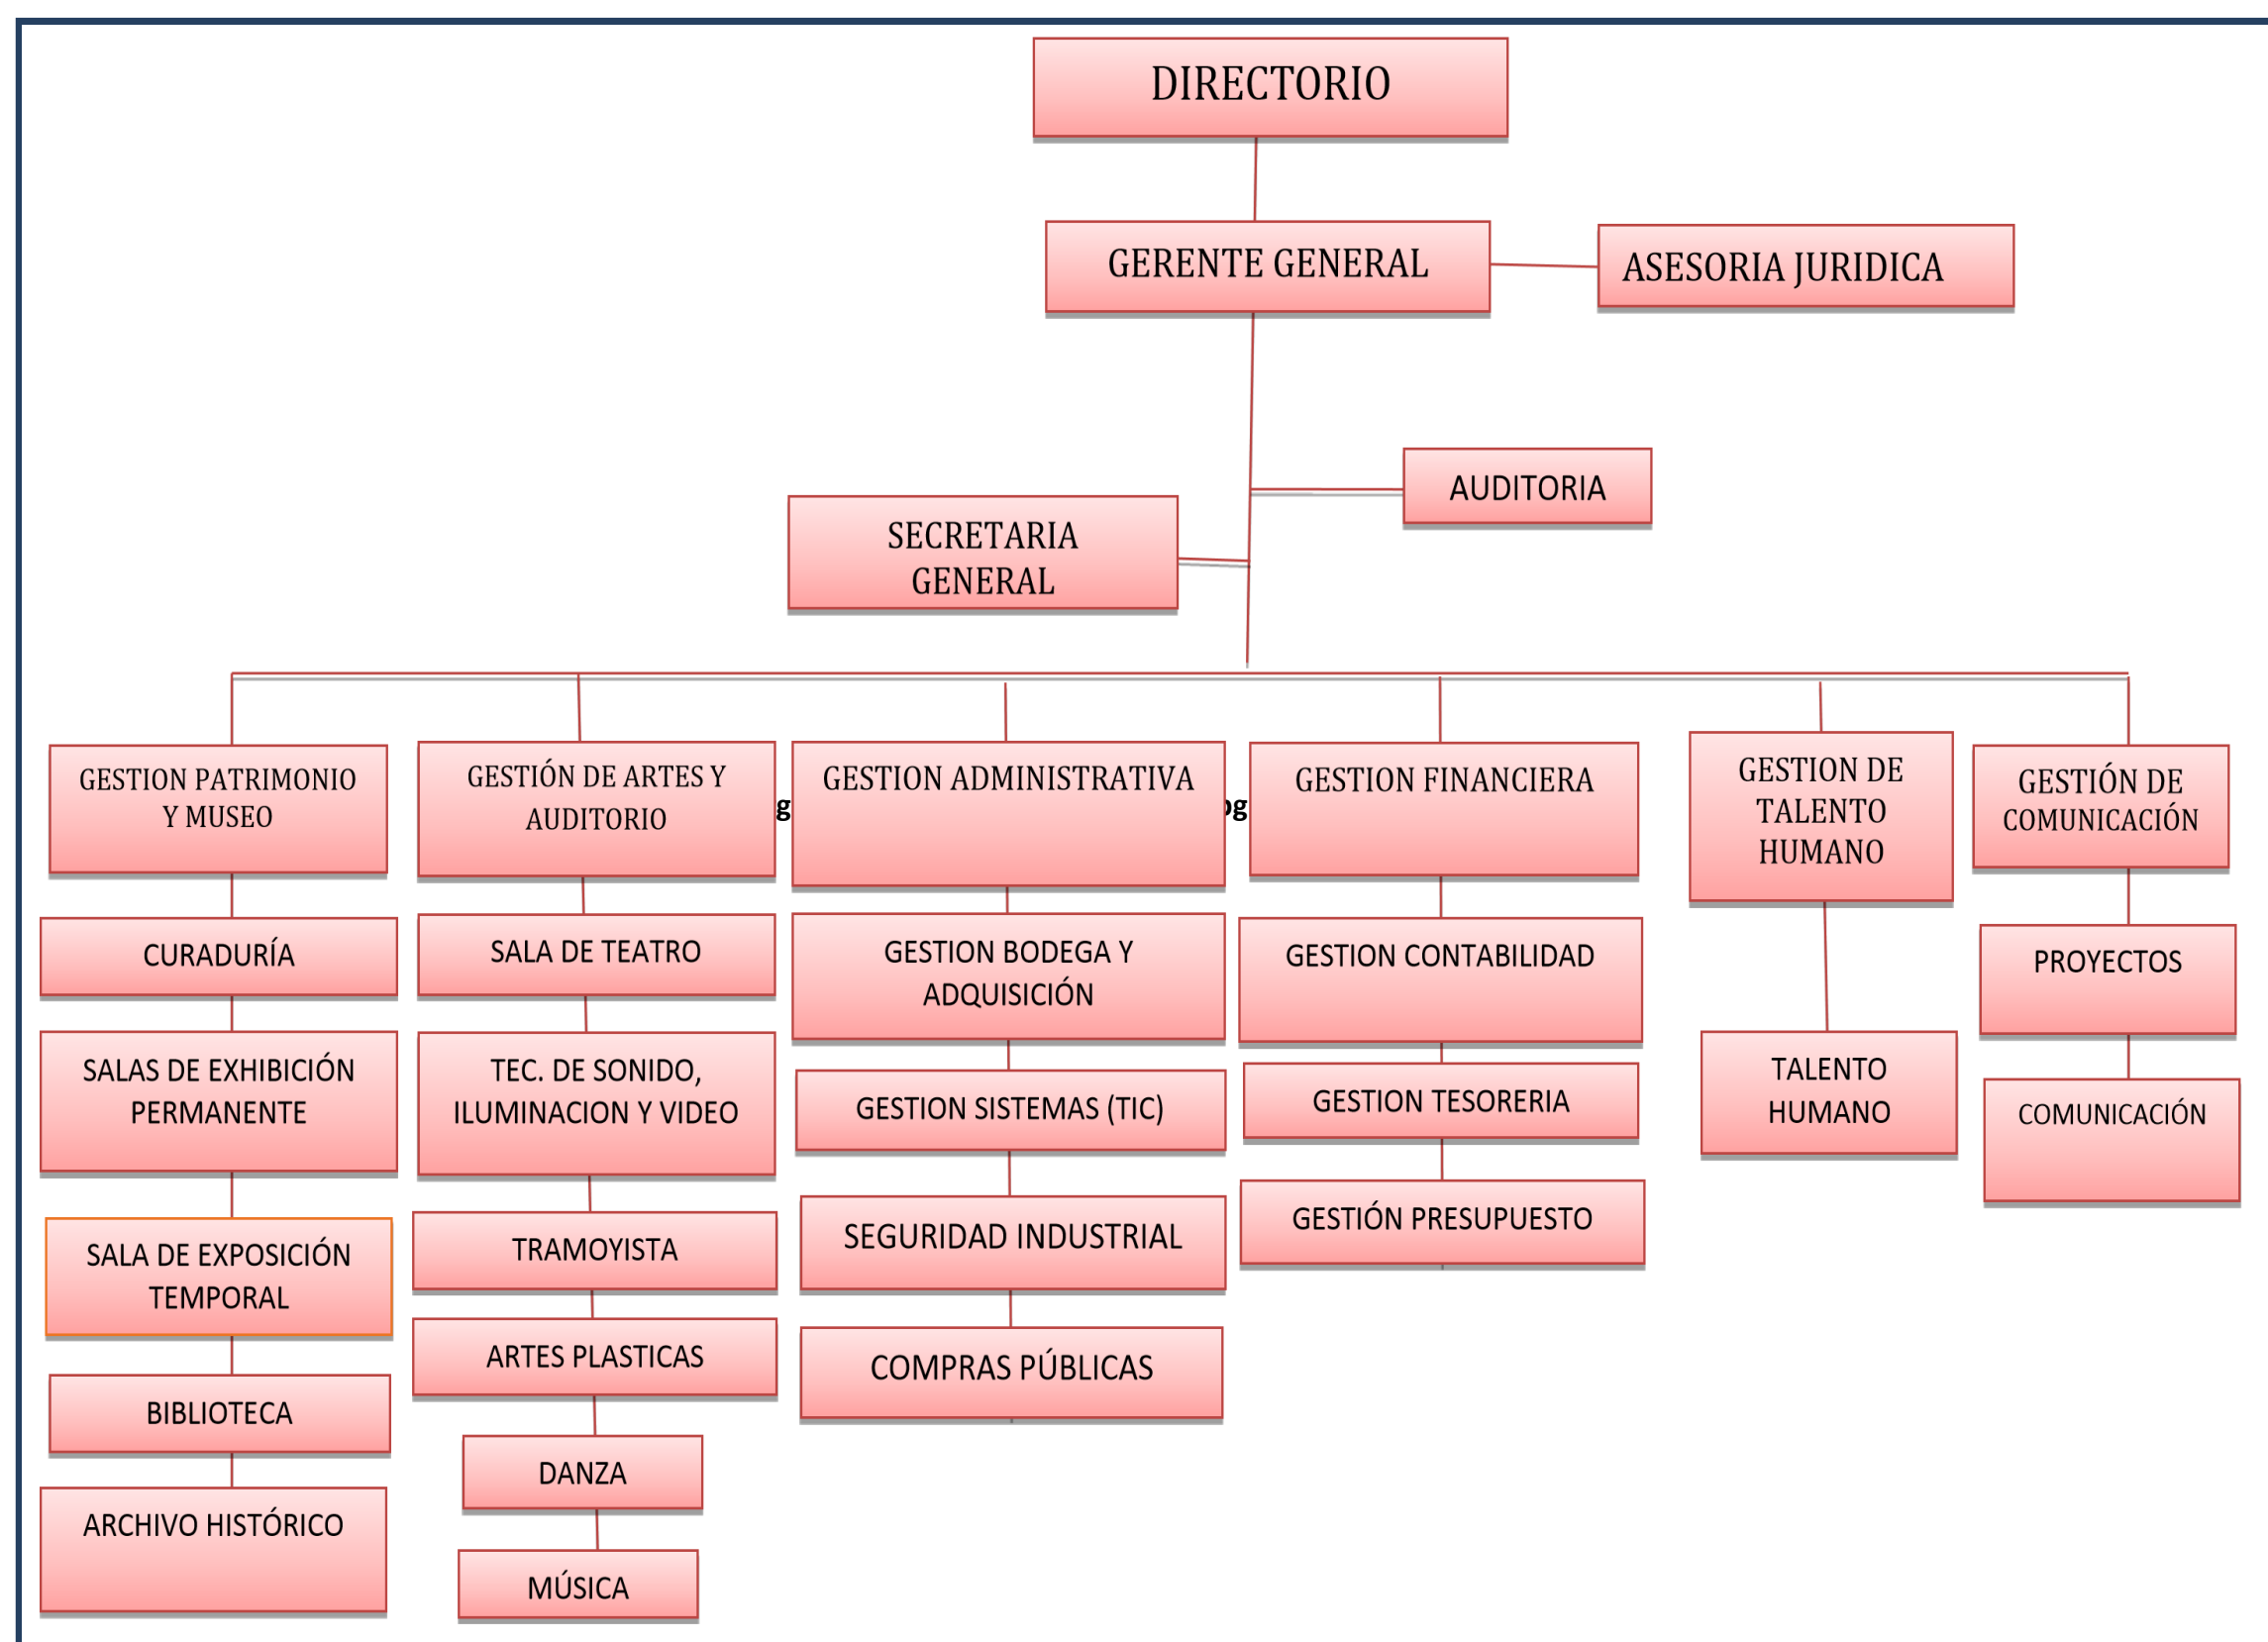 DIRECTORIO
GERENTE GENERAL
ASESORIA JURIDICA
AUDITORIA
SECRETARIA
GENERAL
GESTION PATRIMONIO
Y MUSEO
CURADURÍA
SALAS DE EXHIBICIÓN
PERMANENTE
SALA DE EXPOSICIÓN
TEMPORAL
BIBLIOTECA
ARCHIVO HISTÓRICO
GESTIÓN DE ARTES Y
AUDITORIO
SALA DE TEATRO
TEC. DE SONIDO,
ILUMINACION Y VIDEO
TRAMOYISTA
ARTES PLASTICAS
DANZA
MÚSICA
GESTION ADMINISTRATIVA
GESTION BODEGA Y
ADQUISICIÓN
GESTION SISTEMAS (TIC)
SEGURIDAD INDUSTRIAL
COMPRAS PÚBLICAS
GESTION FINANCIERA
GESTION CONTABILIDAD
GESTION TESORERIA
GESTIÓN PRESUPUESTO
GESTION DE
TALENTO
HUMANO
TALENTO
HUMANO
GESTIÓN DE
COMUNICACIÓN
PROYECTOS
COMUNICACIÓN